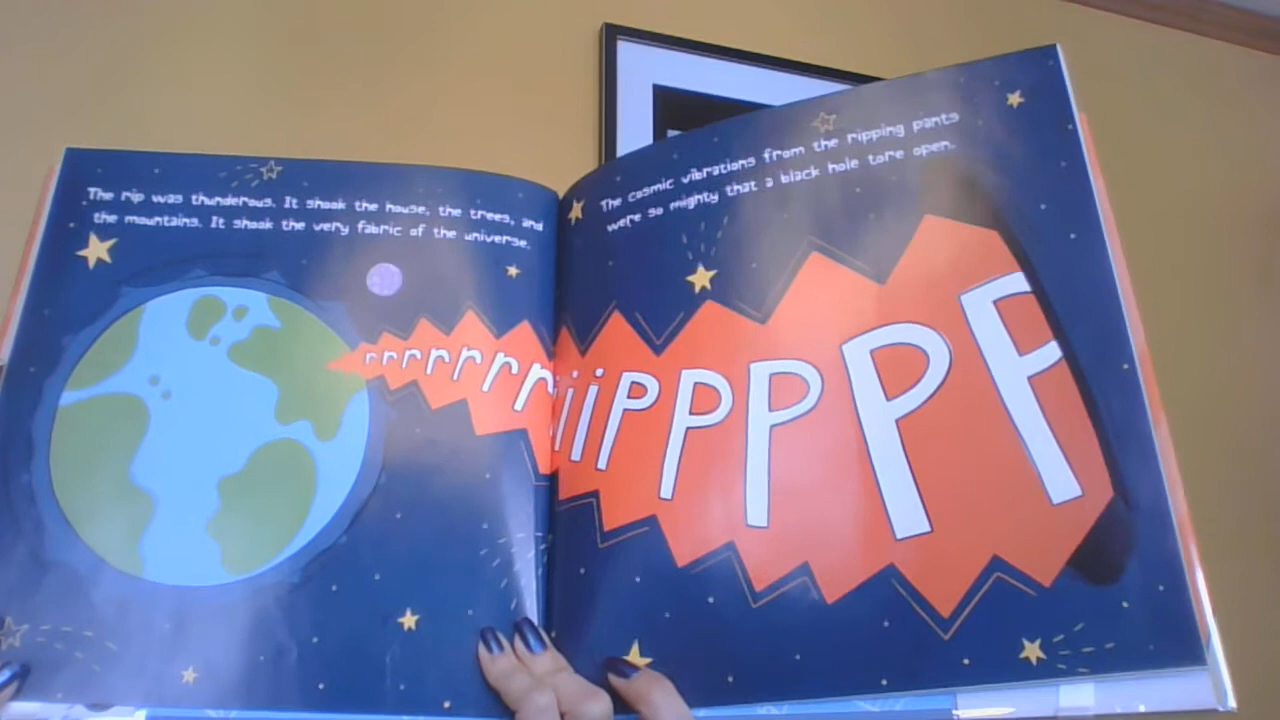 The rip was thunderous. It shook the house, the trees, and
the mountains. It shook the very fabric of the universe.
The cosmic vibrations from the ripping pants
were so mighty that a black hole tore open.
rrrrrrriiiPPPPP